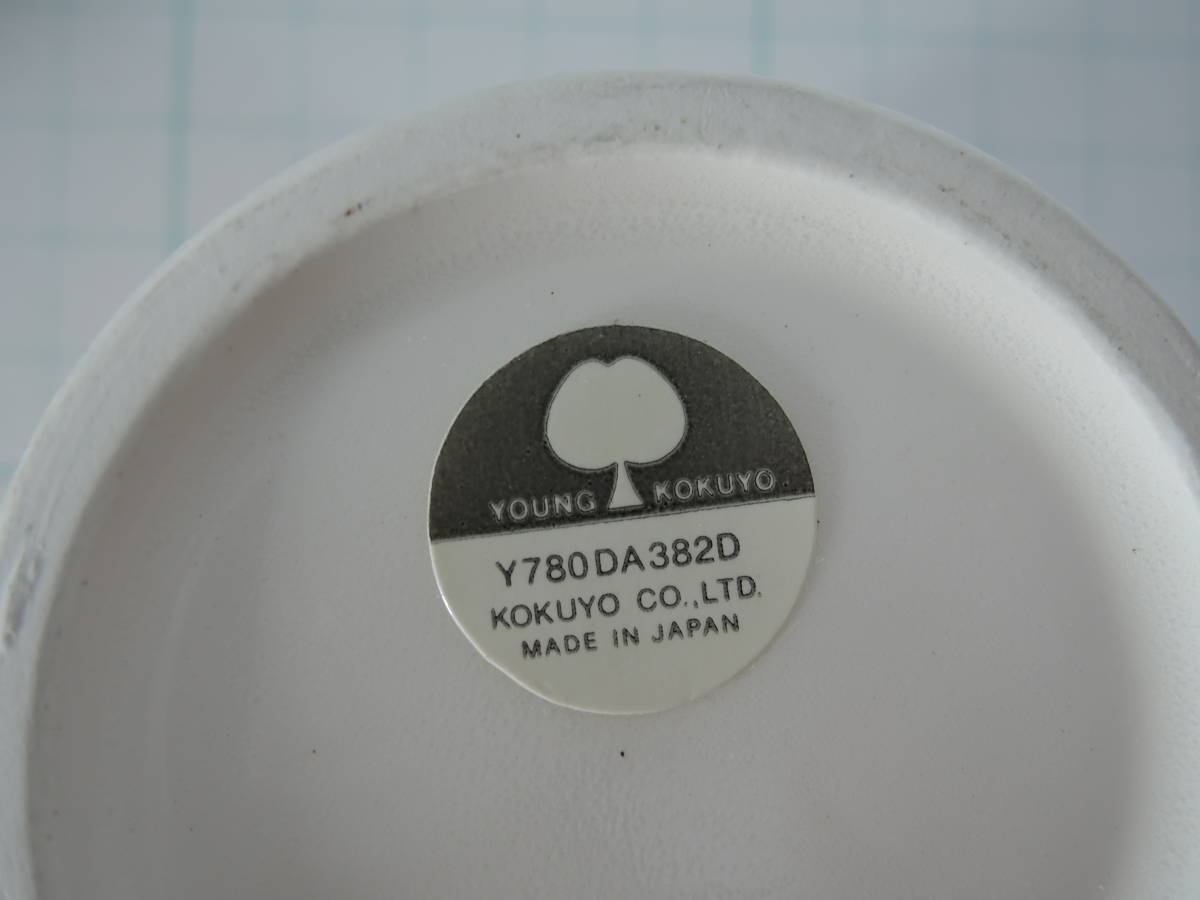 YOUNG KOKUYO
Y780DA382D
KOKUYO CO.,LTD.
MADE IN JAPAN